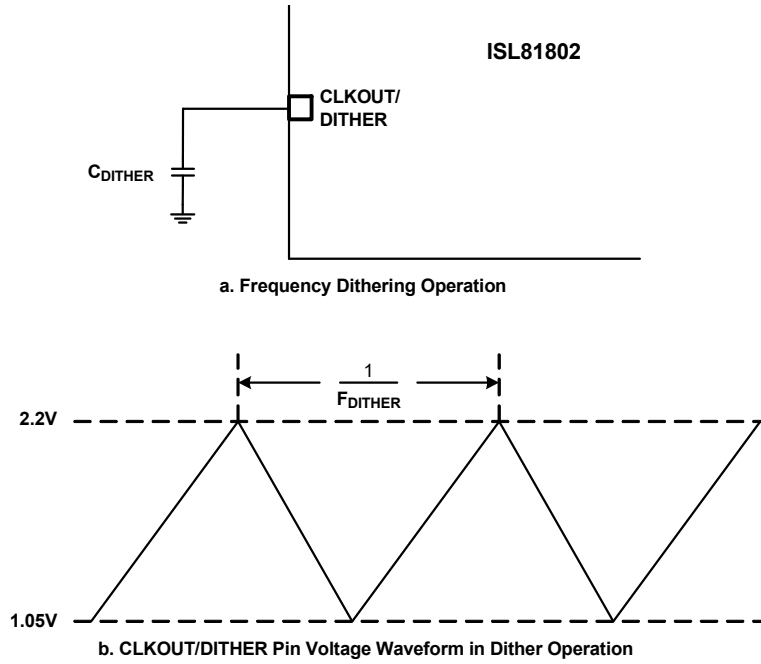 ISL81802
CLKOUT/
DITHER
CDITHER
a. Frequency Dithering Operation
1
FDITHER
2.2V
1.05V
b. CLKOUT/DITHER Pin Voltage Waveform in Dither Operation